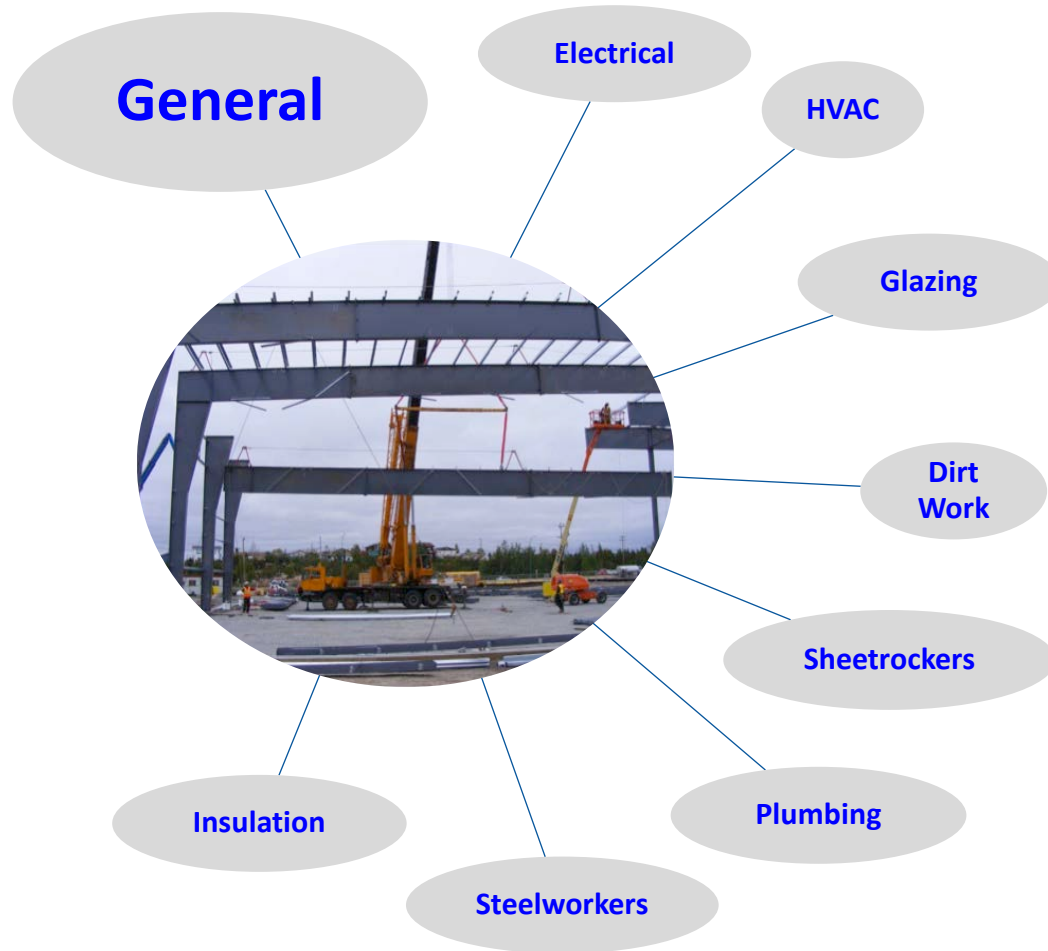 General
Electrical
HVAC
Glazing
Dirt
Work
Sheetrockers
Plumbing
Steelworkers
Insulation